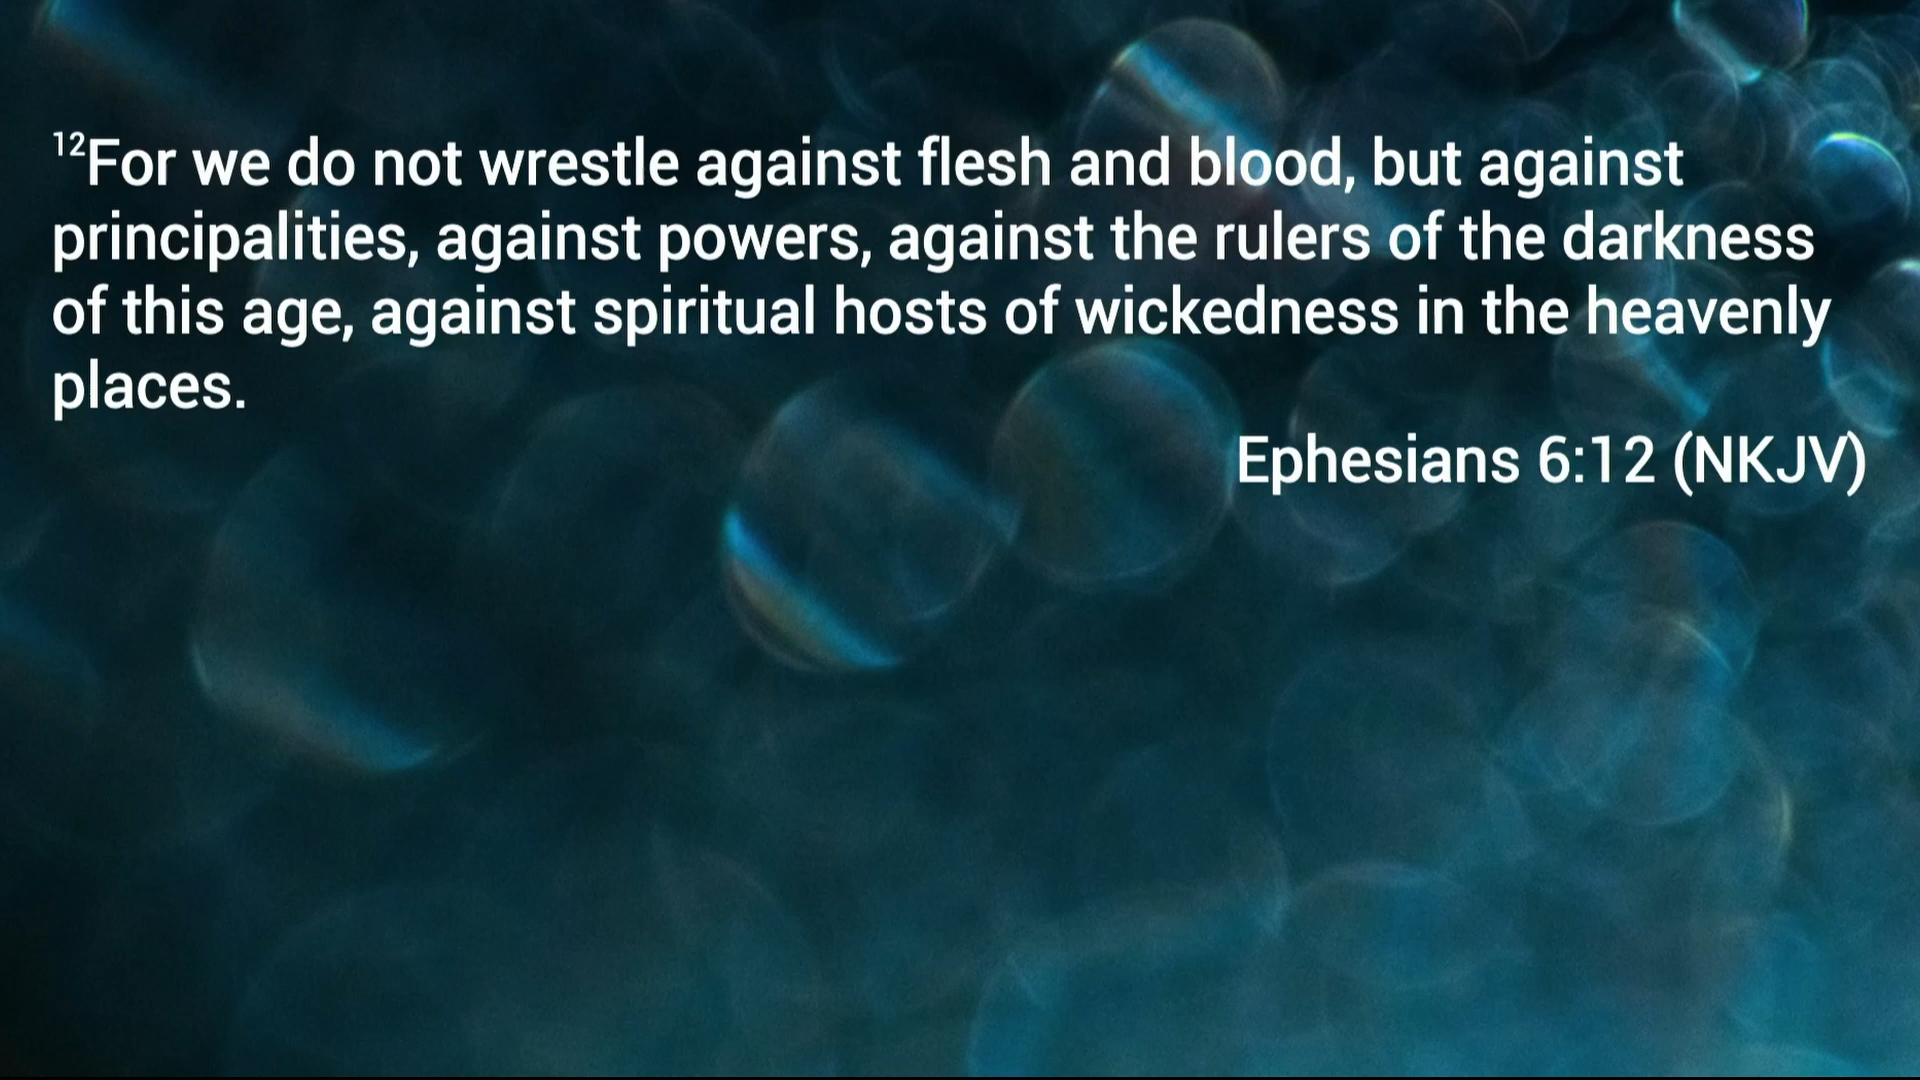 ¹²For we do not wrestle against flesh and blood, but against
principalities, against powers, against the rulers of the darkness
of this age, against spiritual hosts of wickedness in the heavenly
places.
Ephesians 6:12 (NKJV)